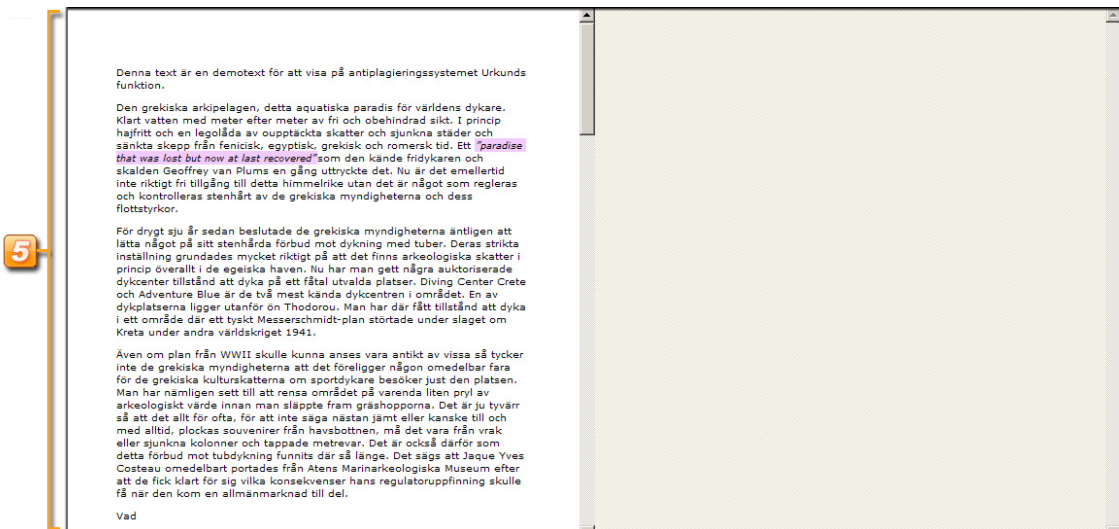 Denna text är en demotext för att visa på antiplagieringssystemet Urkunds
funktion.
Den grekiska arkipelagen, detta aquatiska paradis för världens dykare.
Klart vatten med meter efter meter av fri och obehindrad sikt. I princip
hajfritt och en legolåda av oupptäckta skatter och sjunkna städer och
sänkta skepp från fenicisk, egyptisk, grekisk och romersk tid. Ett "paradise
that was lost but now at last recovered"som den kände fridykaren och
skalden Geoffrey van Plums en gång uttryckte det. Nu är det emellertid
inte riktigt fri tillgång till detta himmelrike utan det är något som regleras
och kontrolleras stenhårt av de grekiska myndigheterna och dess
flottstyrkor.
För drygt sju år sedan beslutade de grekiska myndigheterna äntligen att
lätta något på sitt stenhårda förbud mot dykning med tuber. Deras strikta
inställning grundades mycket riktigt på att det finns arkeologiska skatter i
princip överallt i de egeiska haven. Nu har man gett några auktoriserade
dykcenter tillstånd att dyka på ett fåtal utvalda platser. Diving Center Crete
och Adventure Blue är de två mest kända dykcentren i området. En av
dykplatserna ligger utanför ön Thodorou. Man har där fått tillstånd att dyka
i ett område där ett tyskt Messerschmidt-plan störtade under slaget om
Kreta under andra världskriget 1941.
5
Även om plan från WWII skulle kunna anses vara antikt av vissa så tycker
inte de grekiska myndigheterna att det föreligger någon omedelbar fara
för de grekiska kulturskatterna om sportdykare besöker just den platsen.
Man har nämligen sett till att rensa området på varenda liten pryl av
arkeologiskt värde innan man släppte fram gräshopporna. Det är ju tyvärr
så att det allt för ofta, för att inte säga nästan jämt eller kanske till och
med alltid, plockas souvenirer från havsbottnen, må det vara från vrak
eller sjunkna kolonner och tappade metrevar. Det är också därför som
detta förbud mot tubdykning funnits där så länge. Det sägs att Jaque Yves
Costeau omedelbart portades från Atens Marinarkeologiska Museum efter
att de fick klart för sig vilka konsekvenser hans regulatoruppfinning skulle
få när den kom en allmänmarknad till del.
Vad